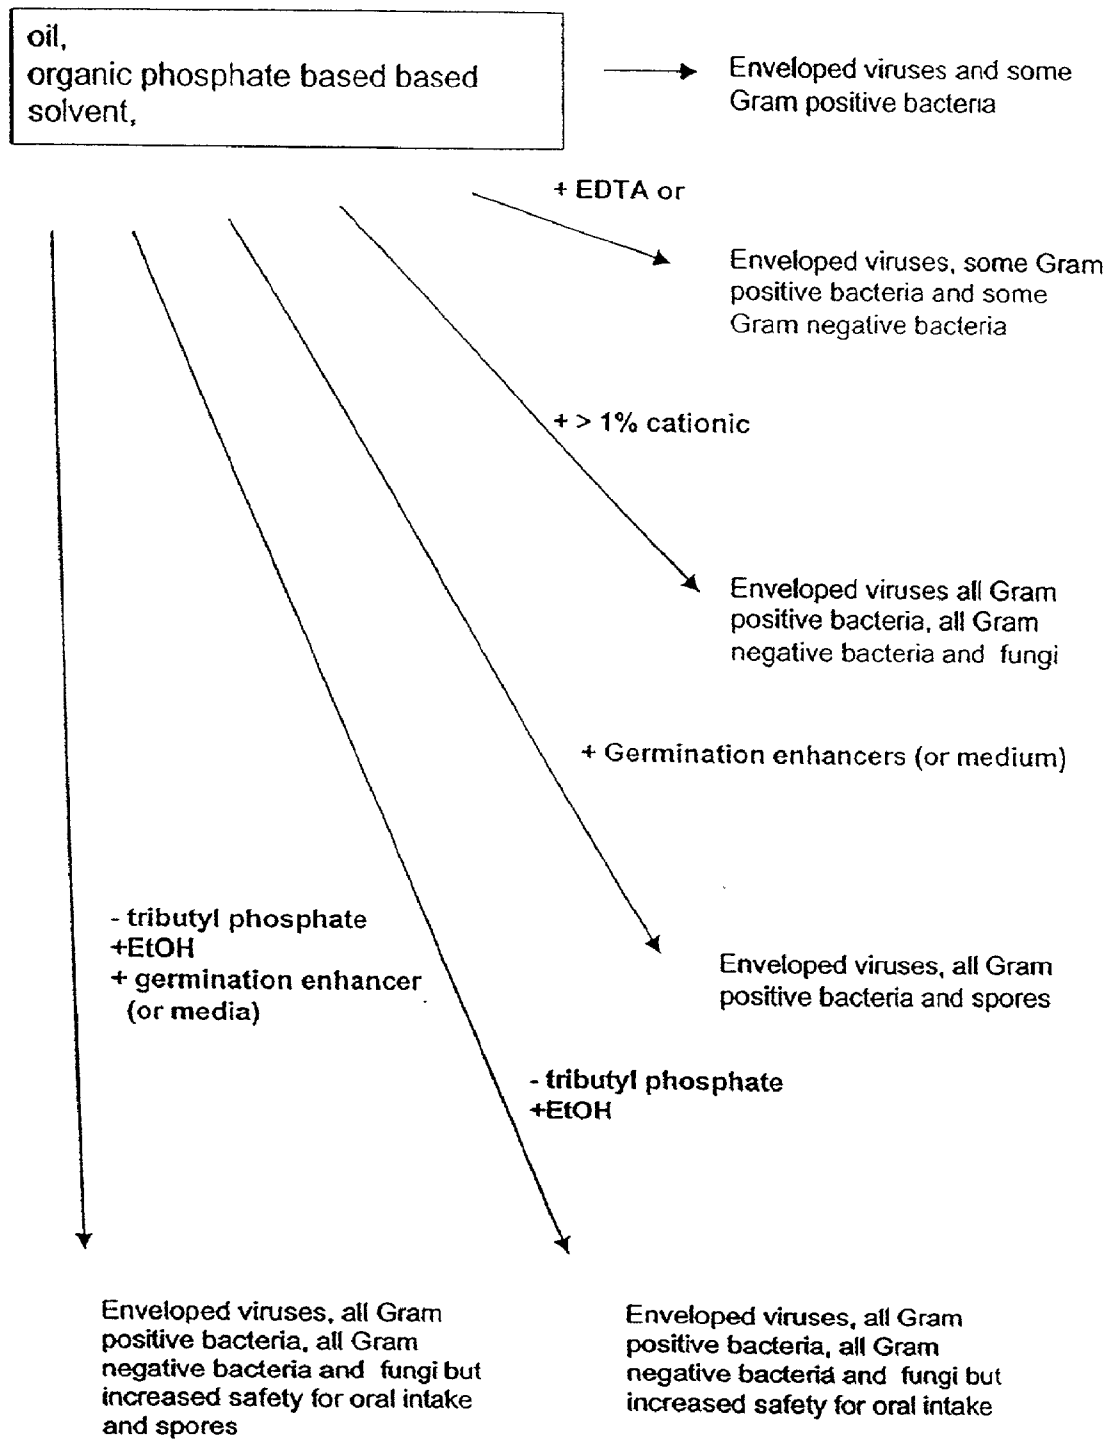 oil,
organic phosphate based based
solvent,
Enveloped viruses and some
Gram positive bacteria
+ EDTA or
Enveloped viruses, some Gram
positive bacteria and some
Gram negative bacteria
+ > 1% cationic
Enveloped viruses all Gram
positive bacteria, all Gram
negative bacteria and fungi
+ Germination enhancers (or medium)
Enveloped viruses, all Gram
positive bacteria and spores
- tributyl phosphate
+EtOH
+ germination enhancer
(or media)
- tributyl phosphate
+EtOH
Enveloped viruses, all Gram
positive bacteria, all Gram
negative bacteria and fungi but
increased safety for oral intake
and spores
Enveloped viruses, all Gram
positive bacteria, all Gram
negative bacteria and fungi but
increased safety for oral intake